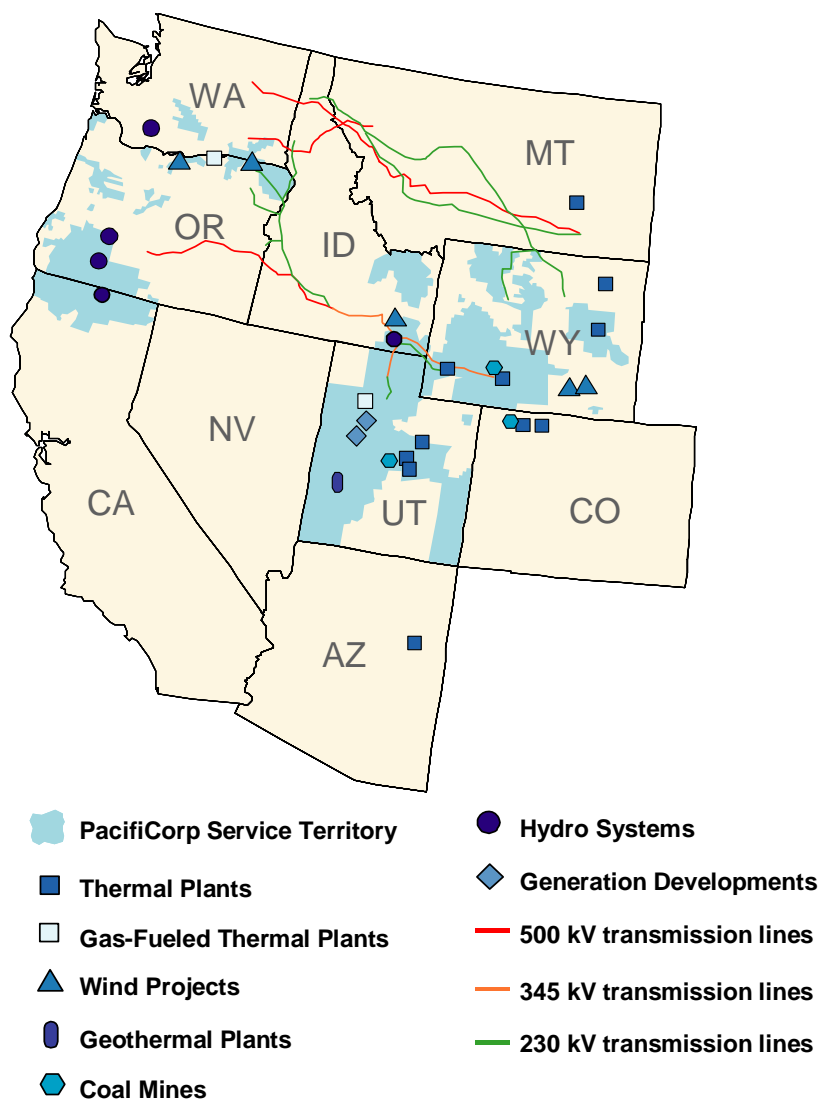 WA
MT
OR
ID
WY
NV
CA
UT
CO
AZ
PacifiCorp Service Territory
Thermal Plants
Gas-Fueled Thermal Plants
Wind Projects
Geothermal Plants
Coal Mines
Hydro Systems
Generation Developments
500 kV transmission lines
345 kV transmission lines
230 kV transmission lines